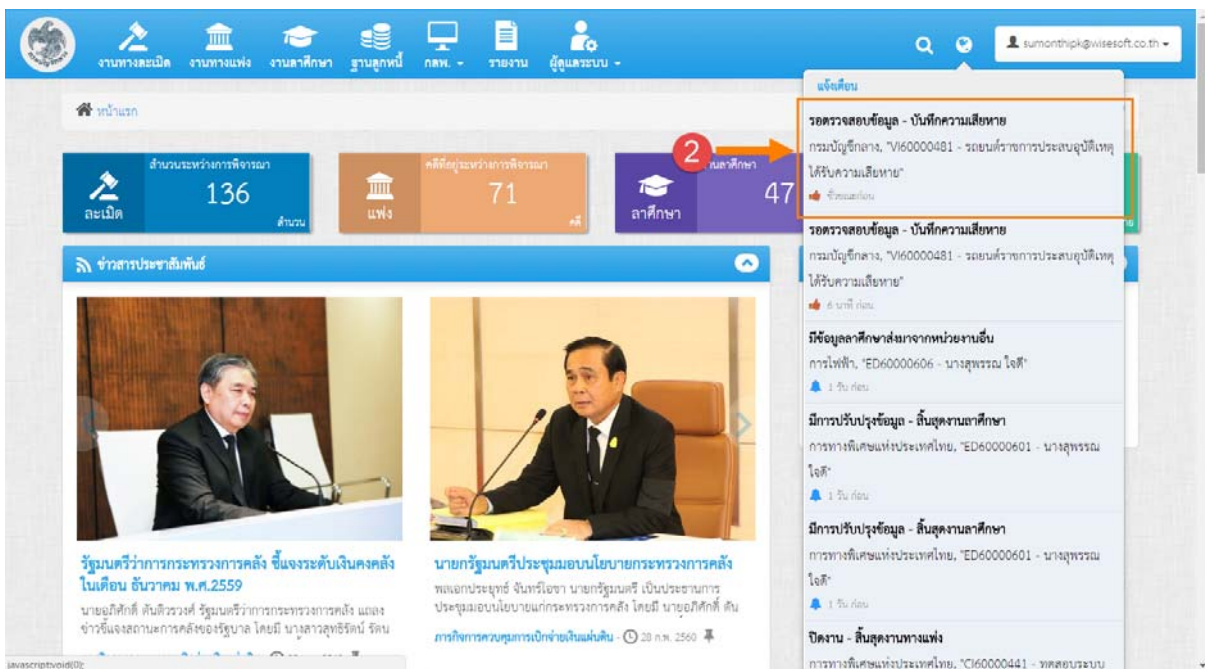 งานทางละเมิด
งานทางแพ่ง
งานลาศึกษา
ฐานลูกหนี้
กลพ.
รายงาน
ผู้ดูแลระบบ
sumonthipk@wisesoft.co.th
หน้าแรก
สำนวนระหว่างการพิจารณา
136
ละเมิด
สำนวน
คดีที่อยู่ระหว่างการพิจารณา
71
แพ่ง
คดี
47
ลาศึกษา
2
แจ้งเตือน
รอตรวจสอบข้อมูล - บันทึกความเสียหาย
กรมบัญชีกลาง, "VI60000481 - รถยนต์ราชการประสบอุบัติเหตุ
ได้รับความเสียหาย"
ชั่วขณะก่อน
รอตรวจสอบข้อมูล - บันทึกความเสียหาย
กรมบัญชีกลาง, "VI60000481 - รถยนต์ราชการประสบอุบัติเหตุ
ได้รับความเสียหาย"
6 นาที ก่อน
มีข้อมูลลาศึกษาส่งมาจากหน่วยงานอื่น
การไฟฟ้า, "ED60000606 - นางสุพรรณ ใจดี"
1 วัน ก่อน
มีการปรับปรุงข้อมูล - สิ้นสุดงานลาศึกษา
การทางพิเศษแห่งประเทศไทย, "ED60000601 - นางสุพรรณ
ใจดี"
1 วัน ก่อน
มีการปรับปรุงข้อมูล - สิ้นสุดงานลาศึกษา
การทางพิเศษแห่งประเทศไทย, "ED60000601 - นางสุพรรณ
ใจดี"
1 วัน ก่อน
ปิดงาน - สิ้นสุดงานทางแพ่ง
การทางพิเศษแห่งประเทศไทย, "CI60000441 - ทดสอบระบบ
ข่าวสารประชาสัมพันธ์
รัฐมนตรีว่าการกระทรวงการคลัง ชี้แจงระดับเงินคงคลัง
ในเดือน ธันวาคม พ.ศ.2559
นายอภิศักดิ์ ตันติวรวงศ์ รัฐมนตรีว่าการกระทรวงการคลัง แถลง
ข่าวชี้แจงสถานะการคลังของรัฐบาล โดยมี นางสาวสุทธิรัตน์ รัตน
นายกรัฐมนตรีประชุมมอบนโยบายกระทรวงการคลัง
พลเอกประยุทธ์ จันทร์โอชา นายกรัฐมนตรี เป็นประธานการ
ประชุมมอบนโยบายแก่กระทรวงการคลัง โดยมี นายอภิศักดิ์ ตัน
ภารกิจการควบคุมการเบิกจ่ายเงินแผ่นดิน - 28 ก.พ. 2560
javascript:void(0);